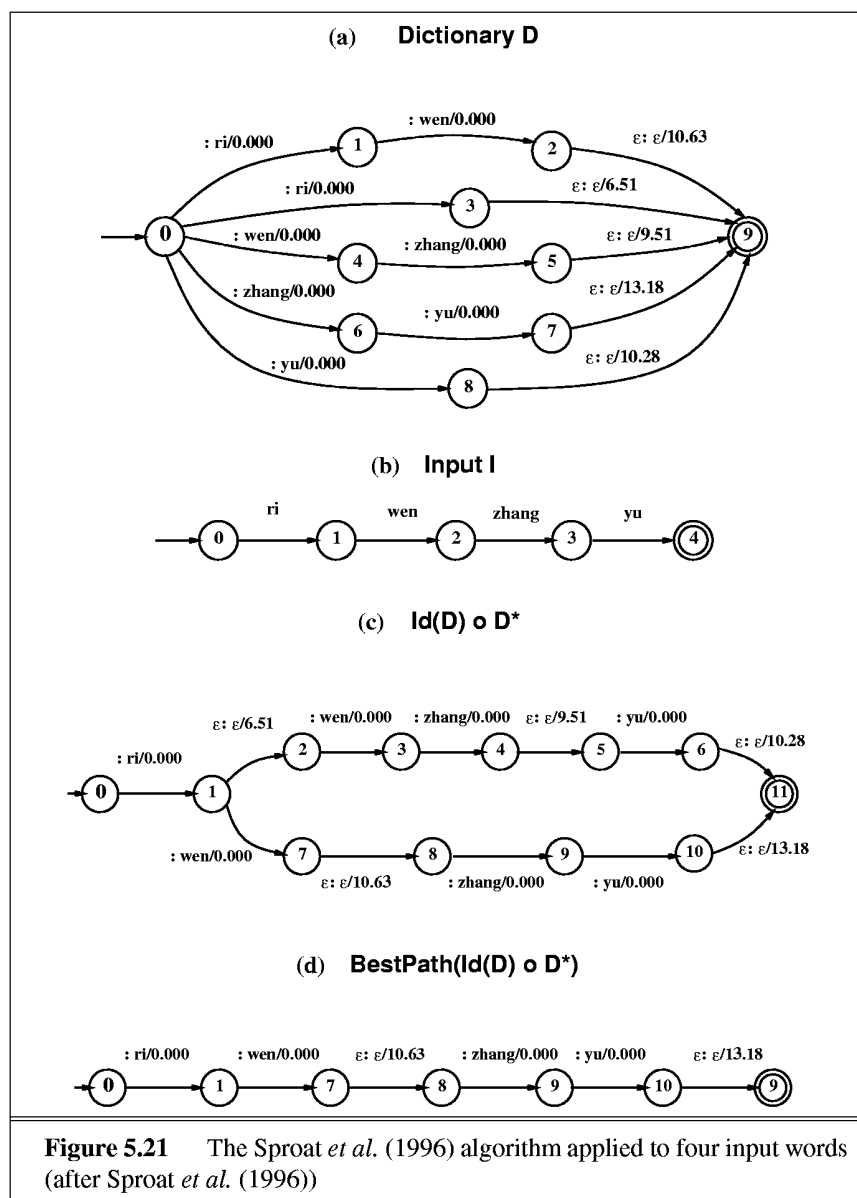 (a) Dictionary D
: wen/0.000
: ri/0.000
1
2
ε: ε/10.63
: ri/0.000
3
ε: ε/6.51
0
: wen/0.000
4
: zhang/0.000
5
ε: ε/9.51
9
: zhang/0.000
6
: yu/0.000
7
ε: ε/13.18
: yu/0.000
8
ε: ε/10.28
(b) Input I
ri
wen
zhang
yu
0
1
2
3
4
(c) Id(D) o D*
ε: ε/6.51
: wen/0.000
: zhang/0.000
ε: ε/9.51
: yu/0.000
2
3
4
5
6
ε: ε/10.28
: ri/0.000
0
1
11
: wen/0.000
7
8
9
10
ε: ε/13.18
ε: ε/10.63
: zhang/0.000
: yu/0.000
(d) BestPath(Id(D) o D*)
: ri/0.000
: wen/0.000
ε: ε/10.63
: zhang/0.000
: yu/0.000
ε: ε/13.18
0
1
7
8
9
10
9
Figure 5.21 The Sproat et al. (1996) algorithm applied to four input words
(after Sproat et al. (1996))